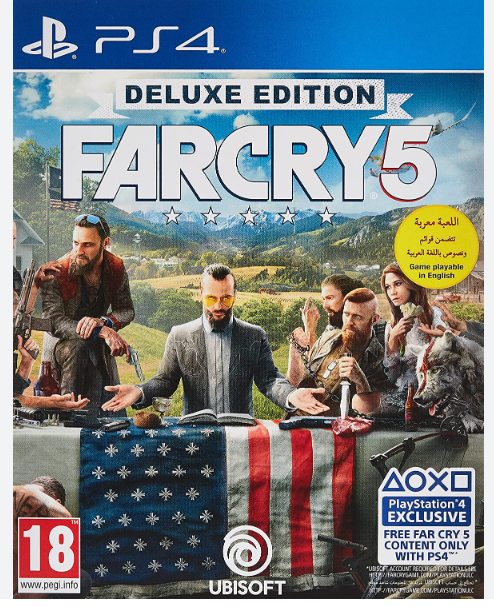 PS4
DELUXE EDITION
FARCRY5
اللعبة معربة
تتضمن قوائم
ونصوص باللغة العربية
Game playable
in English
PlayStation®4
EXCLUSIVE
FREE FAR CRY 5
CONTENT ONLY
WITH PS4™
18
www.pegi.info
UBISOFT